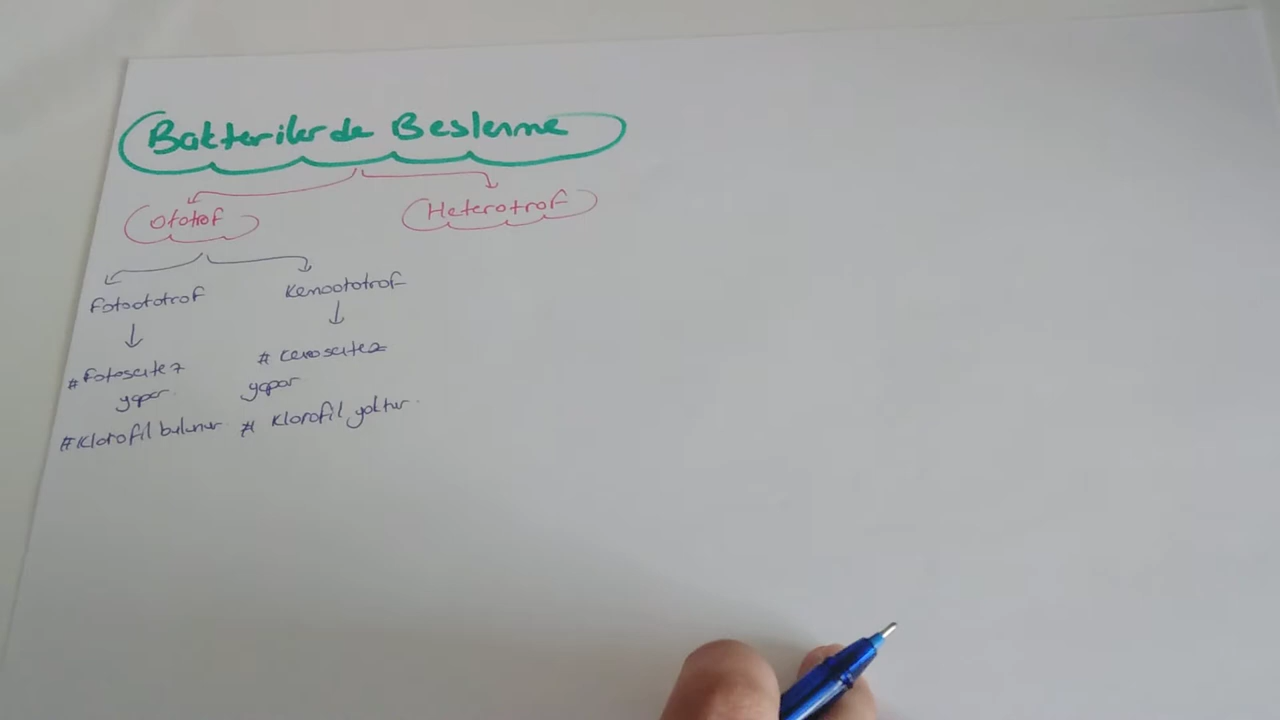 Bakterilerde Beslenme
Ototrof
Heterotrof
Fotoototrof
Kemoototrof
# Fotosentez
yapar
# Klorofil bulunur
# Kemosentez
yapar
# Klorofil yoktur.